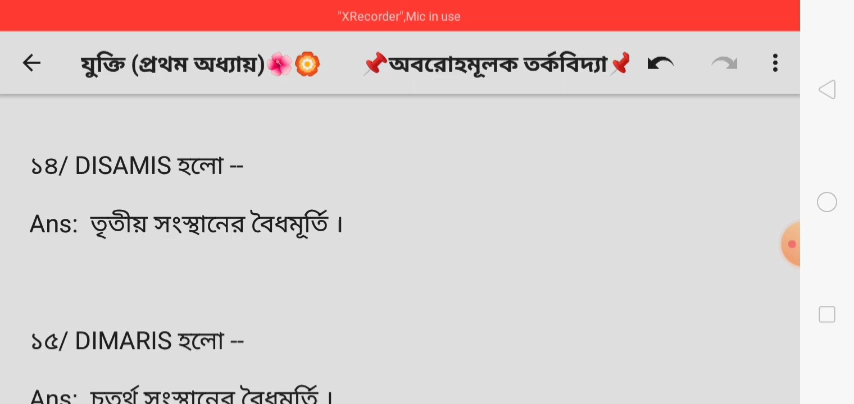 "XRecorder",Mic in use
যুক্তি (প্রথম অধ্যায়)🌺🏵️ 📌অবরোহমূলক তর্কবিদ্যা📌
১৪/ DISAMIS হলো --
Ans: তৃতীয় সংস্থানের বৈধমূর্তি ।
১৫/ DIMARIS হলো --
Ans: চতুর্থ সংস্থানের বৈধমূর্তি ।